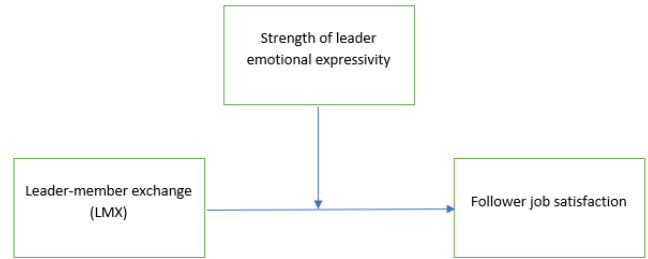 Strength of leader
emotional expressivity
Leader-member exchange
(LMX)
Follower job satisfaction